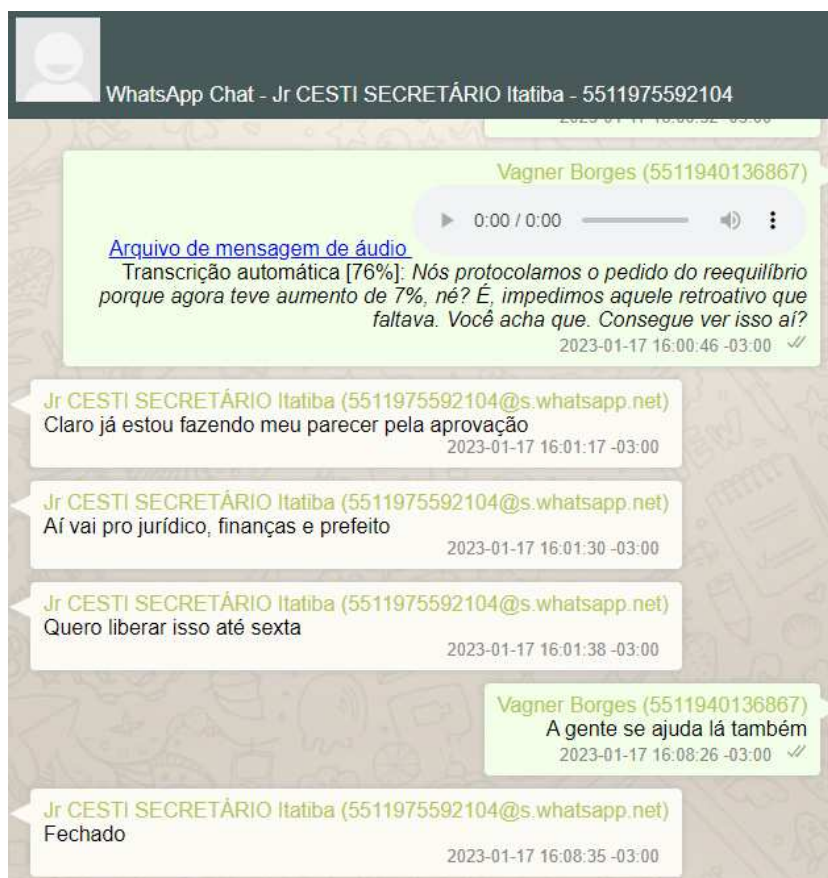 WhatsApp Chat - Jr CESTI SECRETÁRIO Itatiba - 5511975592104
Vagner Borges (5511940136867)
0:00 / 0:00
Arquivo de mensagem de áudio
Transcrição automática [76%]: Nós protocolamos o pedido do reequilíbrio
porque agora teve aumento de 7%, né? É, impedimos aquele retroativo que
faltava. Você acha que. Consegue ver isso aí?
2023-01-17 16:00:46 -03:00
Jr CESTI SECRETÁRIO Itatiba (5511975592104@s.whatsapp.net)
Claro já estou fazendo meu parecer pela aprovação
2023-01-17 16:01:17 -03:00
Jr CESTI SECRETÁRIO Itatiba (5511975592104@s.whatsapp.net)
Aí vai pro jurídico, finanças e prefeito
2023-01-17 16:01:30 -03:00
Jr CESTI SECRETÁRIO Itatiba (5511975592104@s.whatsapp.net)
Quero liberar isso até sexta
2023-01-17 16:01:38 -03:00
Vagner Borges (5511940136867)
A gente se ajuda lá também
2023-01-17 16:08:26 -03:00
Jr CESTI SECRETÁRIO Itatiba (5511975592104@s.whatsapp.net)
Fechado
2023-01-17 16:08:35 -03:00